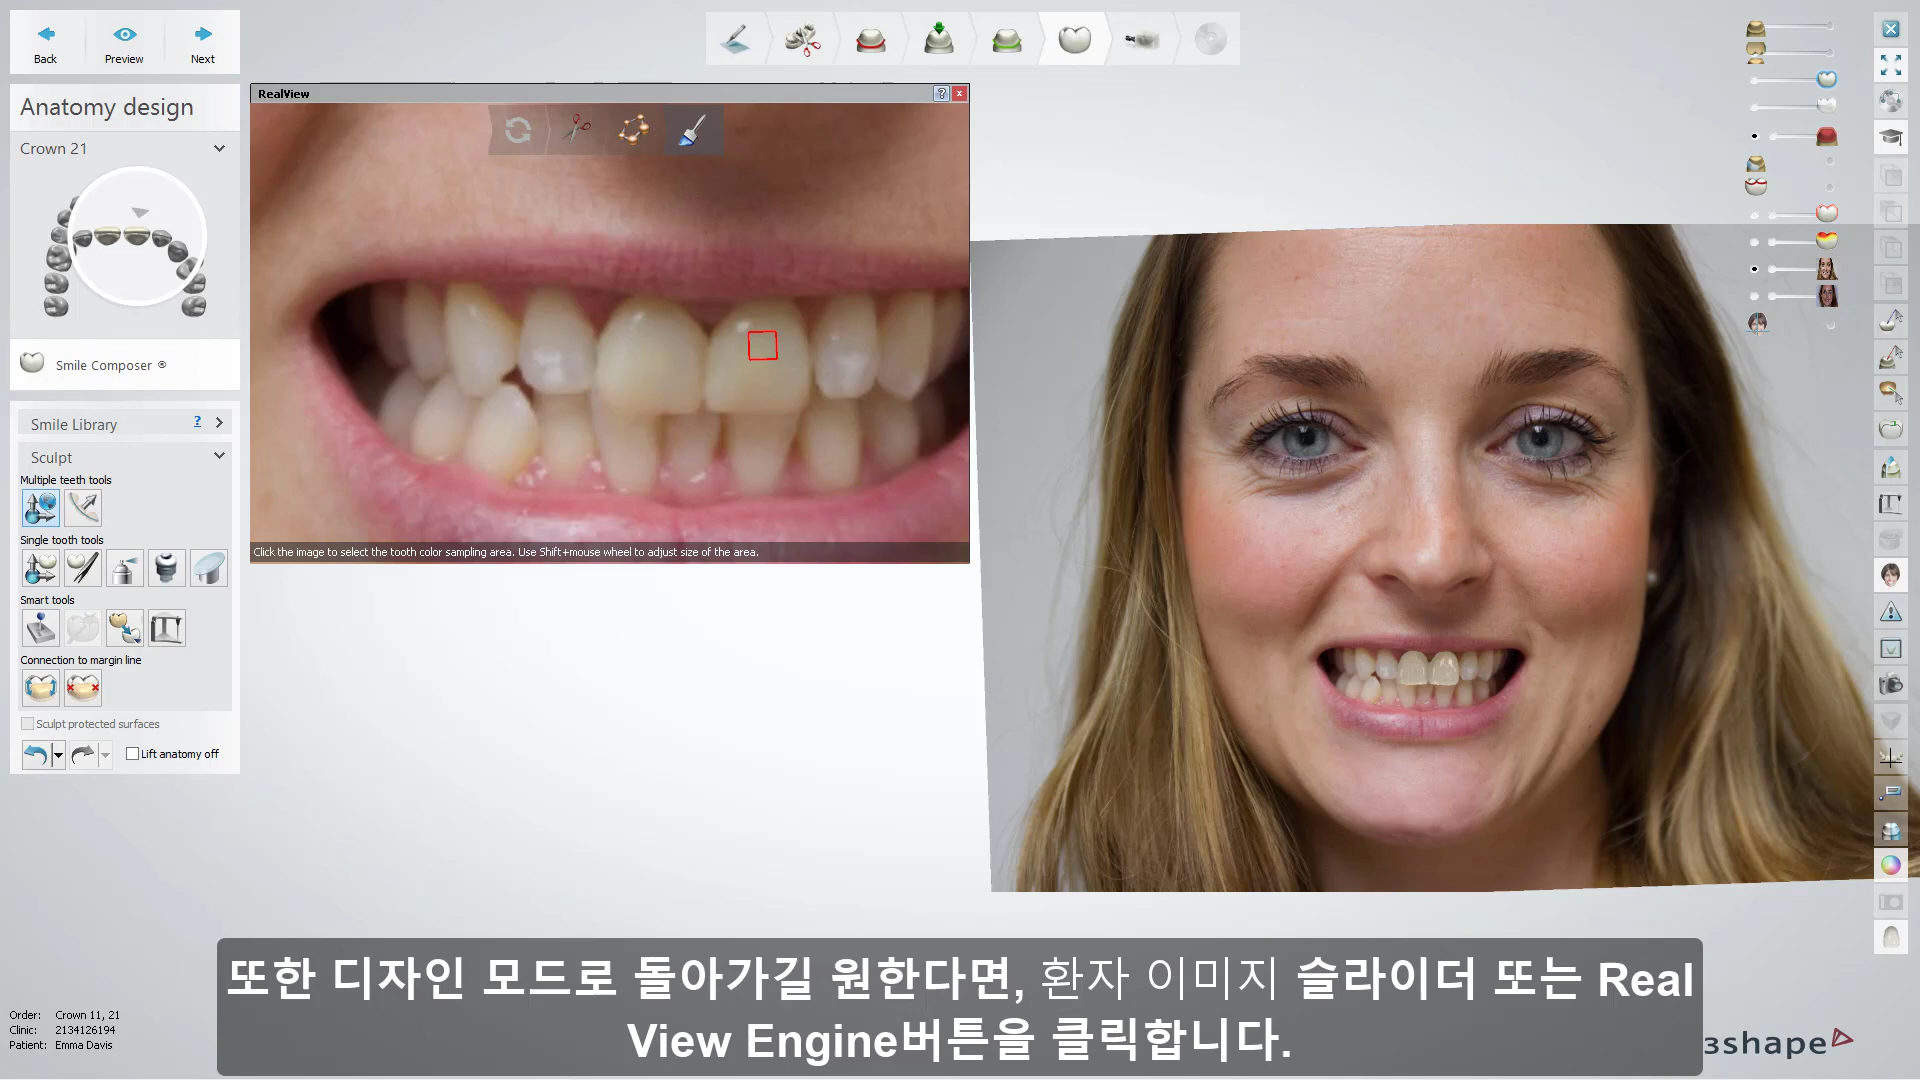 Back
Preview
Next
Anatomy design
Crown 21
Smile Composer ®
Smile Library ?
Sculpt
Multiple teeth tools
Single tooth tools
Smart tools
Connection to margin line
Sculpt protected surfaces
Lift anatomy off
RealView
? x
Click the image to select the tooth color sampling area. Use Shift+mouse wheel to adjust size of the area.
또한 디자인 모드로 돌아가길 원한다면, 환자 이미지 슬라이더 또는 Real
View Engine버튼을 클릭합니다.
Order: Crown 11, 21
Clinic: 2134126194
Patient: Emma Davis
3shape